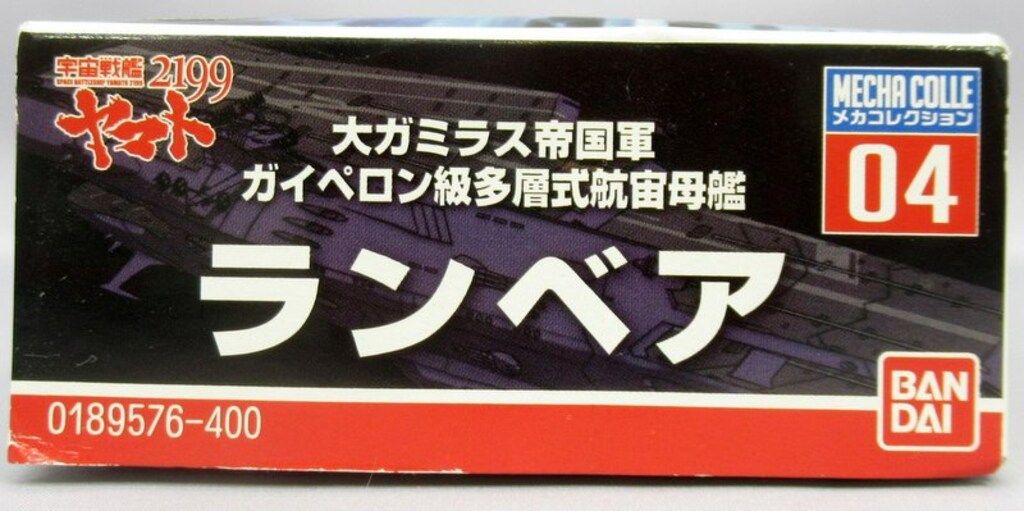 宇宙戦艦
2199
SPACE BATTLESHIP YAMATO 2199
ヤマト
大ガミラス帝国軍
ガイペロン級多層式航宙母艦
ランベア
MECHA COLLE
メカコレクション
04
0189576-400
BAN
DAI